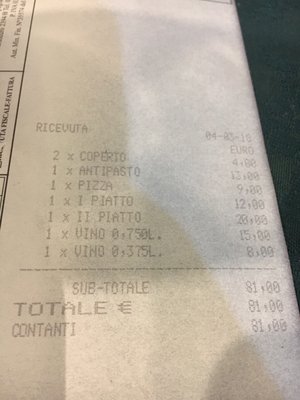 RICEVUTA 04-03-18
EURO
2 x COPERTO 4,00
1 x ANTIPASTO 13,00
1 x PIZZA 9,00
1 x I PIATTO 12,00
1 x II PIATTO 20,00
1 x VINO 0,750L. 15,00
1 x VINO 0,375L. 8,00
SUB-TOTALE 81,00
TOTALE € 81,00
CONTANTI 81,00